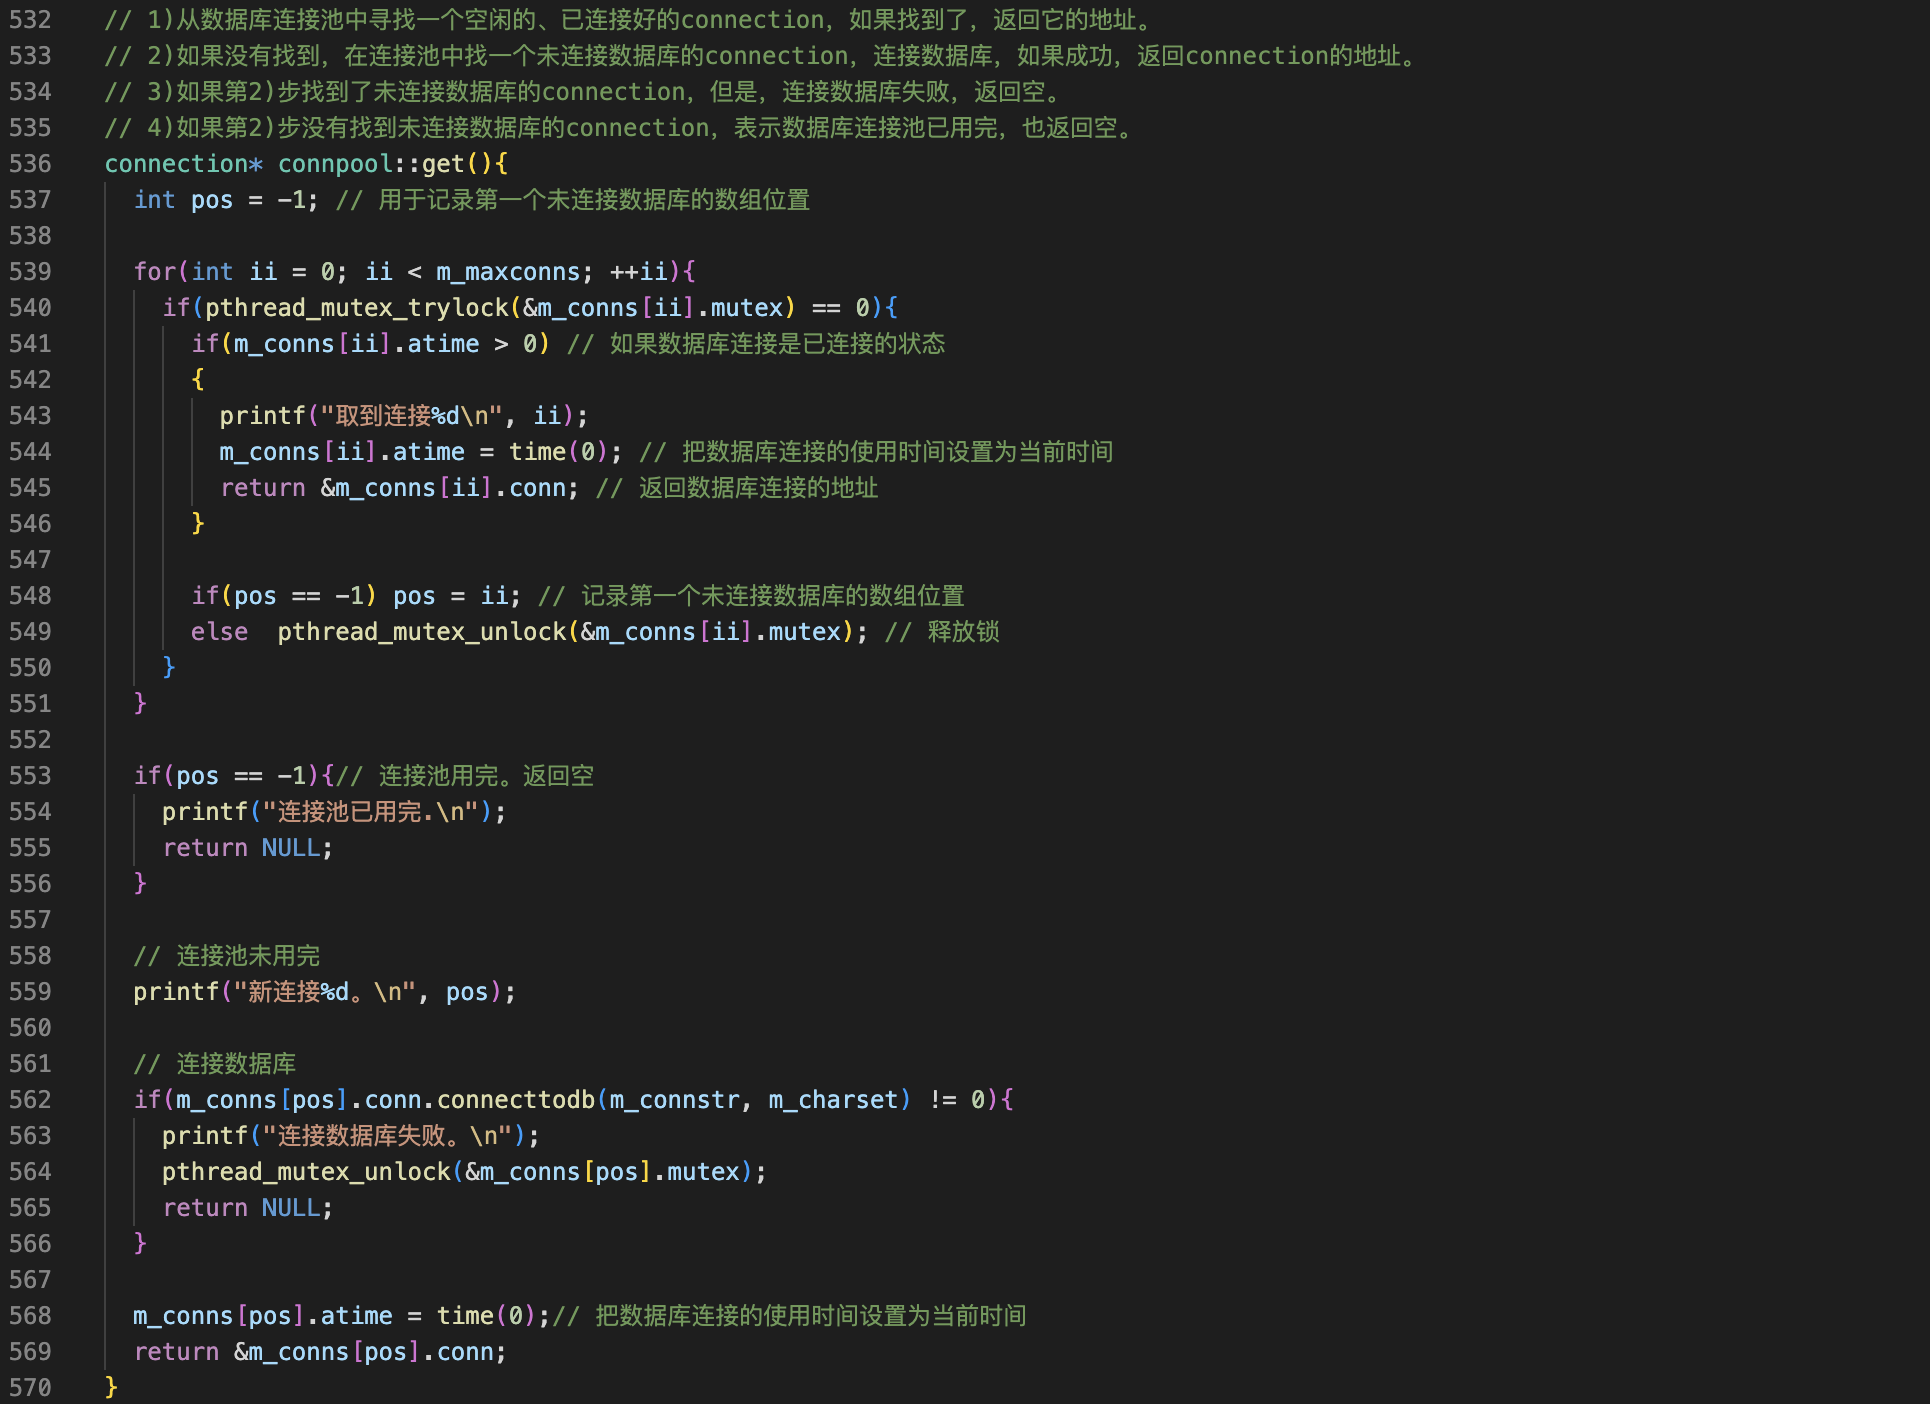 532 // 1)从数据库连接池中寻找一个空闲的、已连接好的connection，如果找到了，返回它的地址。
533 // 2)如果没有找到，在连接池中找一个未连接数据库的connection，连接数据库，如果成功，返回connection的地址。
534 // 3)如果第2)步找到了未连接数据库的connection，但是，连接数据库失败，返回空。
535 // 4)如果第2)步没有找到未连接数据库的connection，表示数据库连接池已用完，也返回空。
536 connection* connpool::get(){
537   int pos = -1; // 用于记录第一个未连接数据库的数组位置
538
539   for(int ii = 0; ii < m_maxconns; ++ii){
540     if(pthread_mutex_trylock(&m_conns[ii].mutex) == 0){
541       if(m_conns[ii].atime > 0) // 如果数据库连接是已连接的状态
542       {
543         printf("取到连接%d\n", ii);
544         m_conns[ii].atime = time(0); // 把数据库连接的使用时间设置为当前时间
545         return &m_conns[ii].conn; // 返回数据库连接的地址
546       }
547
548       if(pos == -1) pos = ii; // 记录第一个未连接数据库的数组位置
549       else  pthread_mutex_unlock(&m_conns[ii].mutex); // 释放锁
550     }
551   }
552
553   if(pos == -1){// 连接池用完。返回空
554     printf("连接池已用完.\n");
555     return NULL;
556   }
557
558   // 连接池未用完
559   printf("新连接%d。\n", pos);
560
561   // 连接数据库
562   if(m_conns[pos].conn.connecttodb(m_connstr, m_charset) != 0){
563     printf("连接数据库失败。\n");
564     pthread_mutex_unlock(&m_conns[pos].mutex);
565     return NULL;
566   }
567
568   m_conns[pos].atime = time(0);// 把数据库连接的使用时间设置为当前时间
569   return &m_conns[pos].conn;
570 }